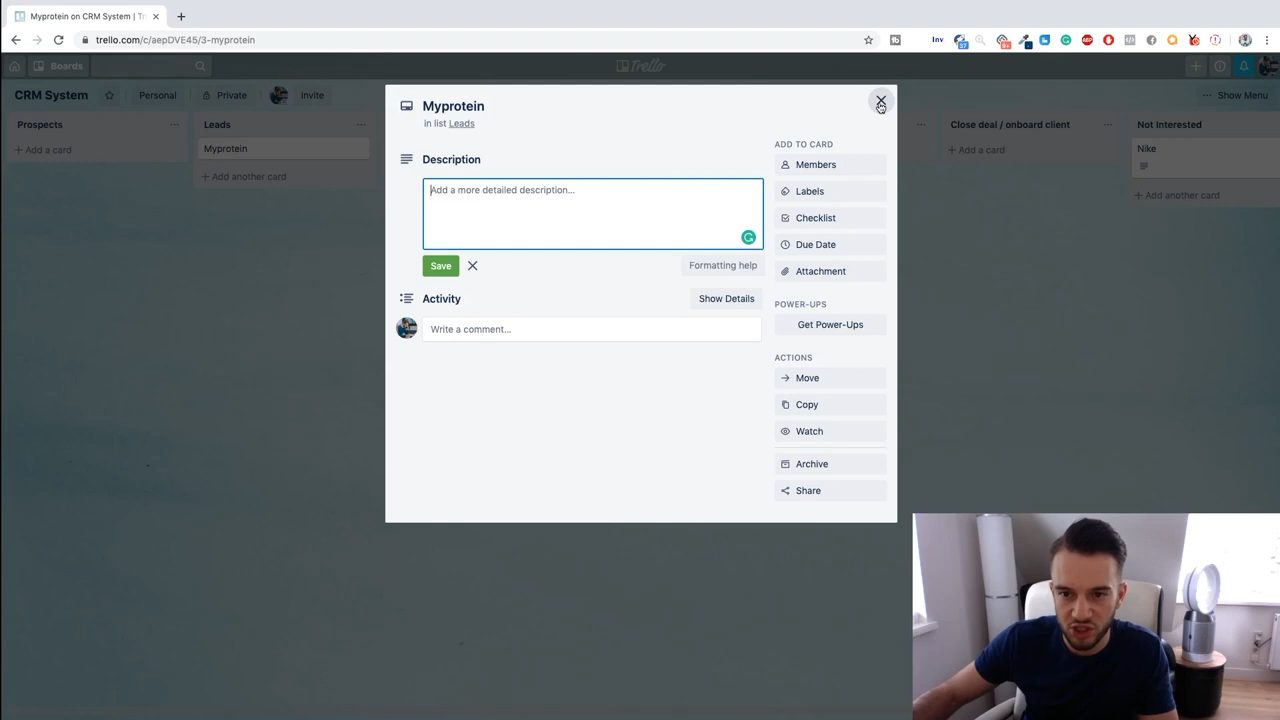 Myprotein on CRM System | Tr
trello.com/c/aepDVE45/3-myprotein
Inv
Boards
Trello
CRM System
Personal
Private
Invite
Show Menu
Prospects
Add a card
Leads
Myprotein
Add another card
Myprotein
in list Leads
Description
Add a more detailed description...
Save
Formatting help
Activity
Show Details
Write a comment...
ADD TO CARD
Members
Labels
Checklist
Due Date
Attachment
POWER-UPS
Get Power-Ups
ACTIONS
Move
Copy
Watch
Archive
Share
Close deal / onboard client
Add a card
Not Interested
Nike
Add another card